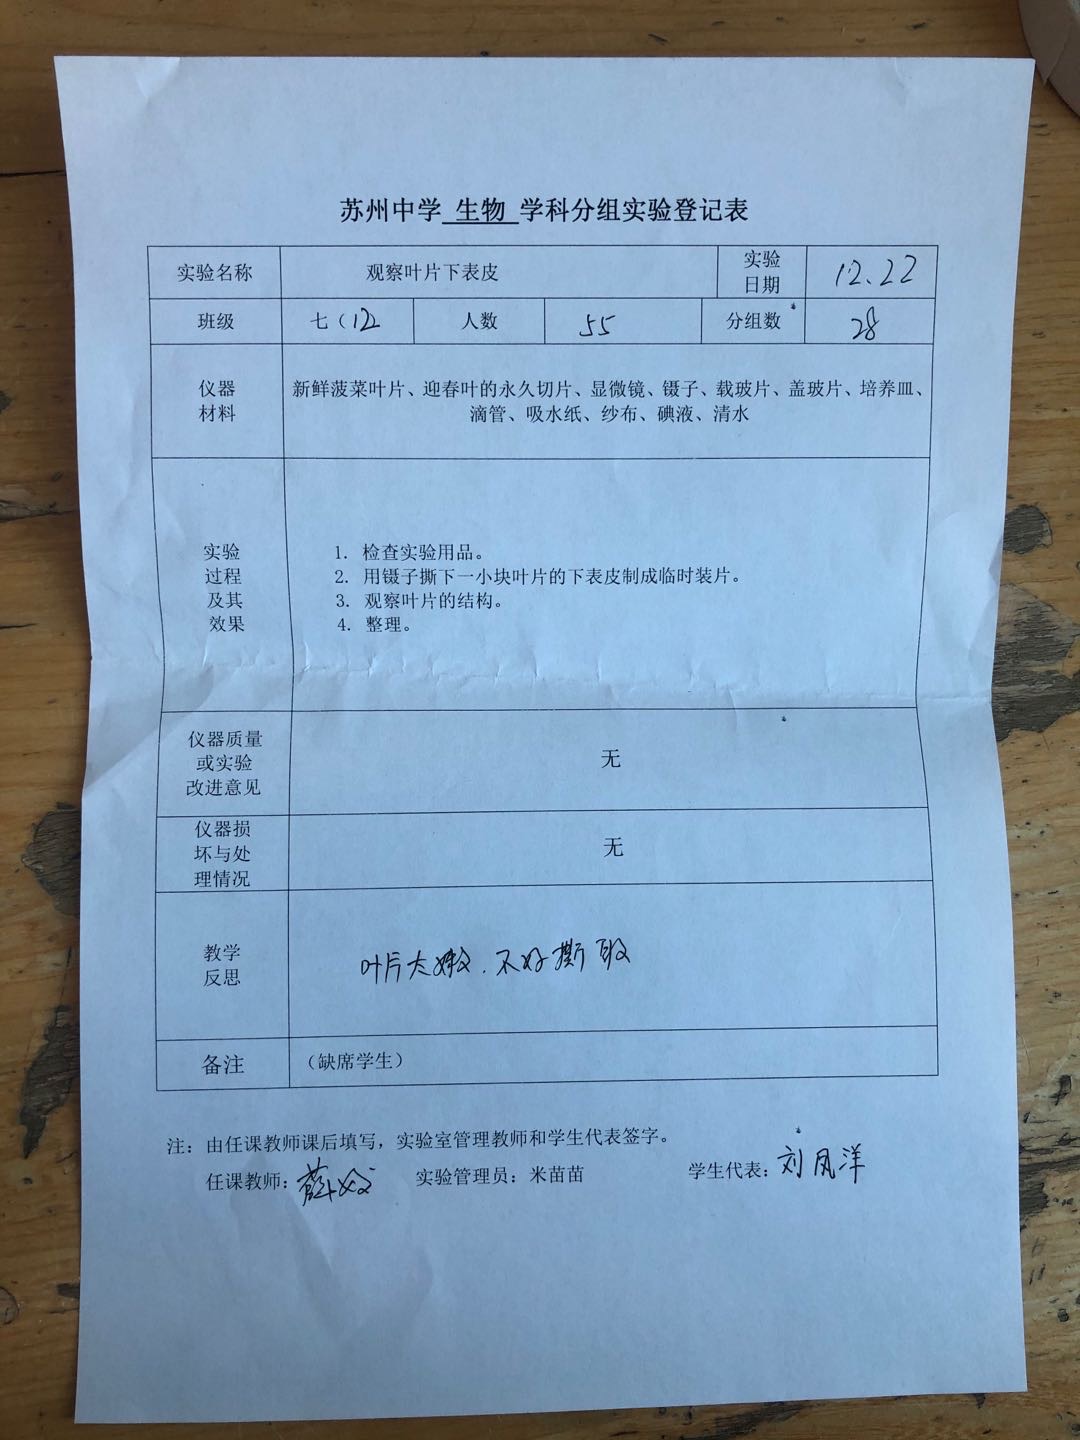 苏州中学 生物 学科分组实验登记表
实验名称 观察叶片下表皮 实验日期 12.22
班级 七（12 人数 55 分组数 28
仪器
材料
新鲜菠菜叶片、迎春叶的永久切片、显微镜、镊子、载玻片、盖玻片、培养皿、
滴管、吸水纸、纱布、碘液、清水
实验
过程
及其
效果
1. 检查实验用品。
2. 用镊子撕下一小块叶片的下表皮制成临时装片。
3. 观察叶片的结构。
4. 整理。
仪器质量
或实验
改进意见
无
仪器损
坏与处
理情况
无
教学
反思
叶片太嫩．不好撕取
备注 （缺席学生）
注：由任课教师课后填写，实验室管理教师和学生代表签字。
任课教师： 实验管理员：米苗苗 学生代表：刘凤洋